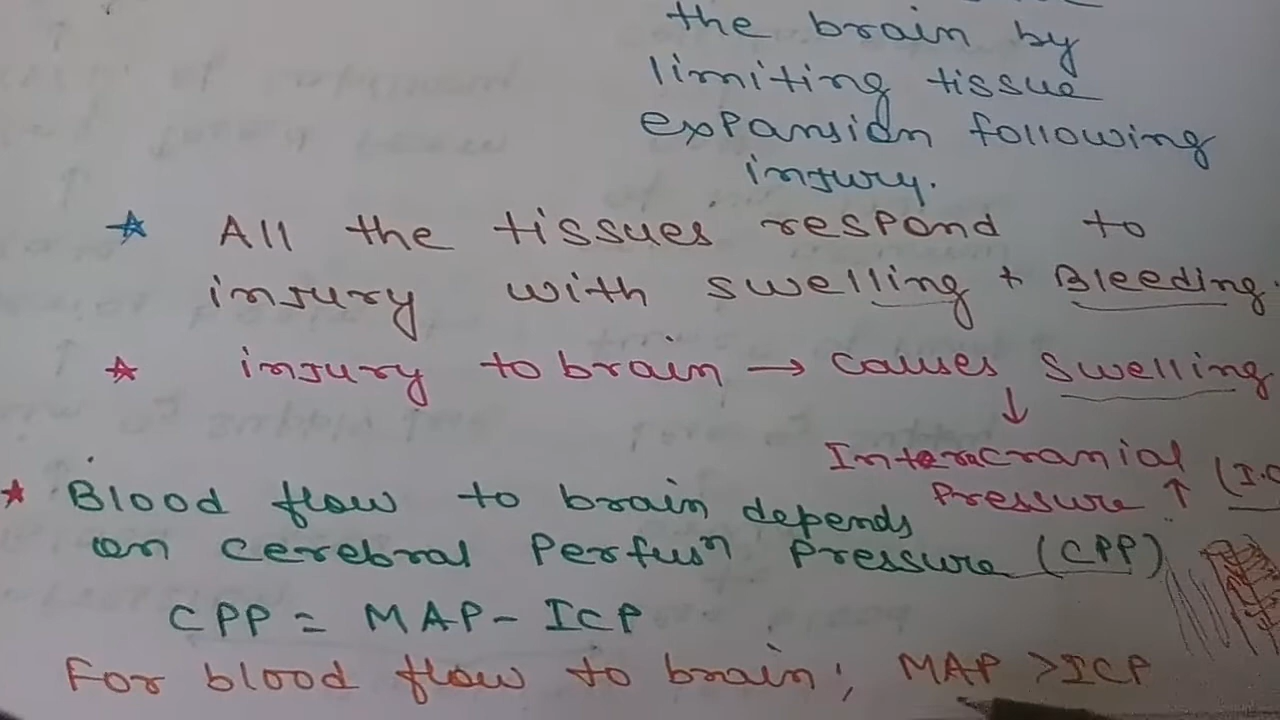 the brain by
limiting tissue
expansion following
injury.
☆ All the tissues respond to
injury with swelling + Bleeding.
☆ injury to brain → causes swelling
↓
Interacranial
Pressure ↑ (I.C
★ Blood flow to brain depends
on cerebral Perfusⁿ Pressure (CPP)
CPP = MAP - ICP
For blood flow to brain; MAP > ICP